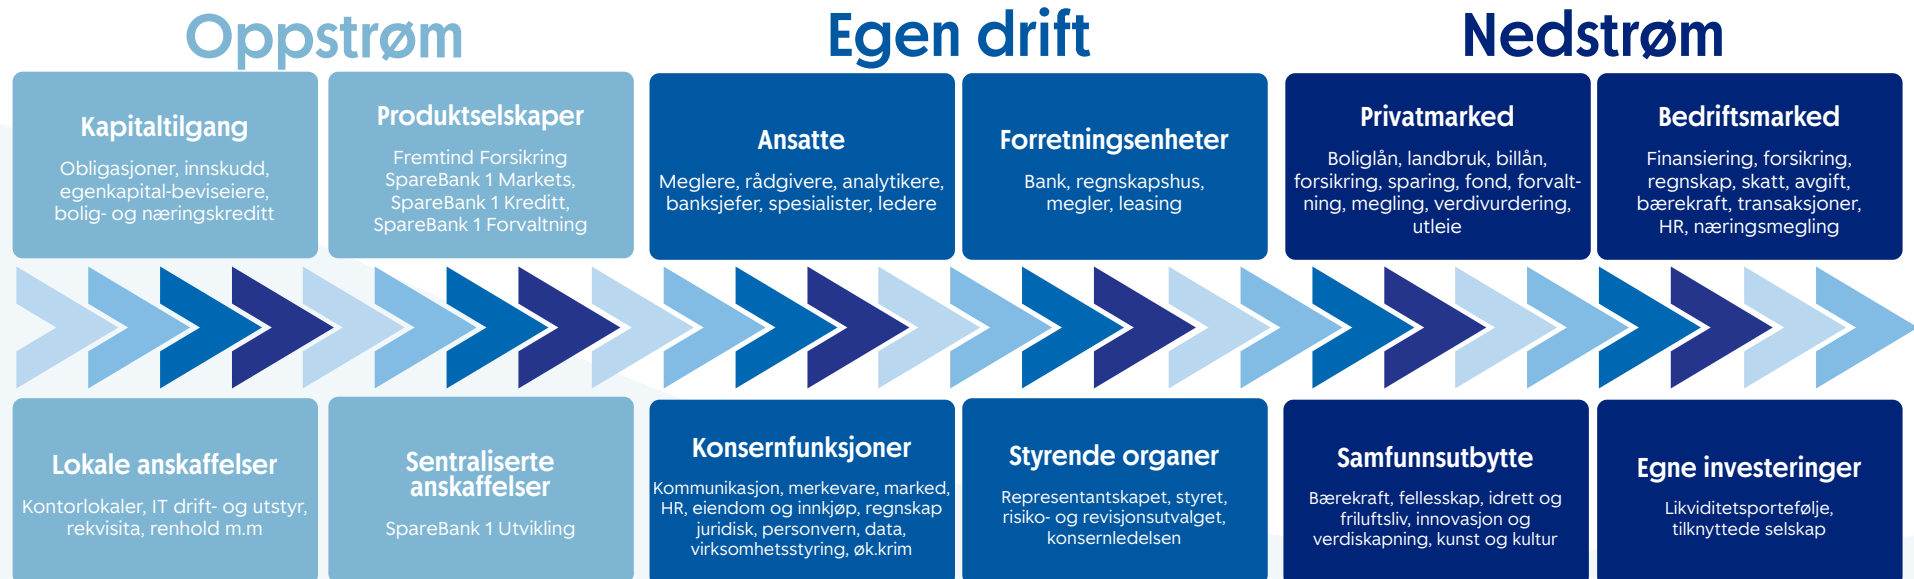 Oppstrøm
Egen drift
Nedstrøm
Kapitaltilgang
Obligasjoner, innskudd,
egenkapital-beviseiere,
bolig- og næringskreditt
Produktselskaper
Fremtind Forsikring
SpareBank 1 Markets,
SpareBank 1 Kreditt,
SpareBank 1 Forvaltning
Ansatte
Meglere, rådgivere, analytikere,
banksjefer, spesialister, ledere
Forretningsenheter
Bank, regnskapshus,
megler, leasing
Privatmarked
Boliglån, landbruk, billån,
forsikring, sparing, fond, forvalt-
ning, megling, verdivurdering,
utleie
Bedriftsmarked
Finansiering, forsikring,
regnskap, skatt, avgift,
bærekraft, transaksjoner,
HR, næringsmegling
Lokale anskaffelser
Kontorlokaler, IT drift- og utstyr,
rekvisita, renhold m.m
Sentraliserte
anskaffelser
SpareBank 1 Utvikling
Konsernfunksjoner
Kommunikasjon, merkevare, marked,
HR, eiendom og innkjøp, regnskap
juridisk, personvern, data,
virksomhetsstyring, øk.krim
Styrende organer
Representantskapet, styret,
risiko- og revisjonsutvalget,
konsernledelsen
Samfunnsutbytte
Bærekraft, fellesskap, idrett og
friluftsliv, innovasjon og
verdiskapning, kunst og kultur
Egne investeringer
Likviditetsportefølje,
tilknyttede selskap